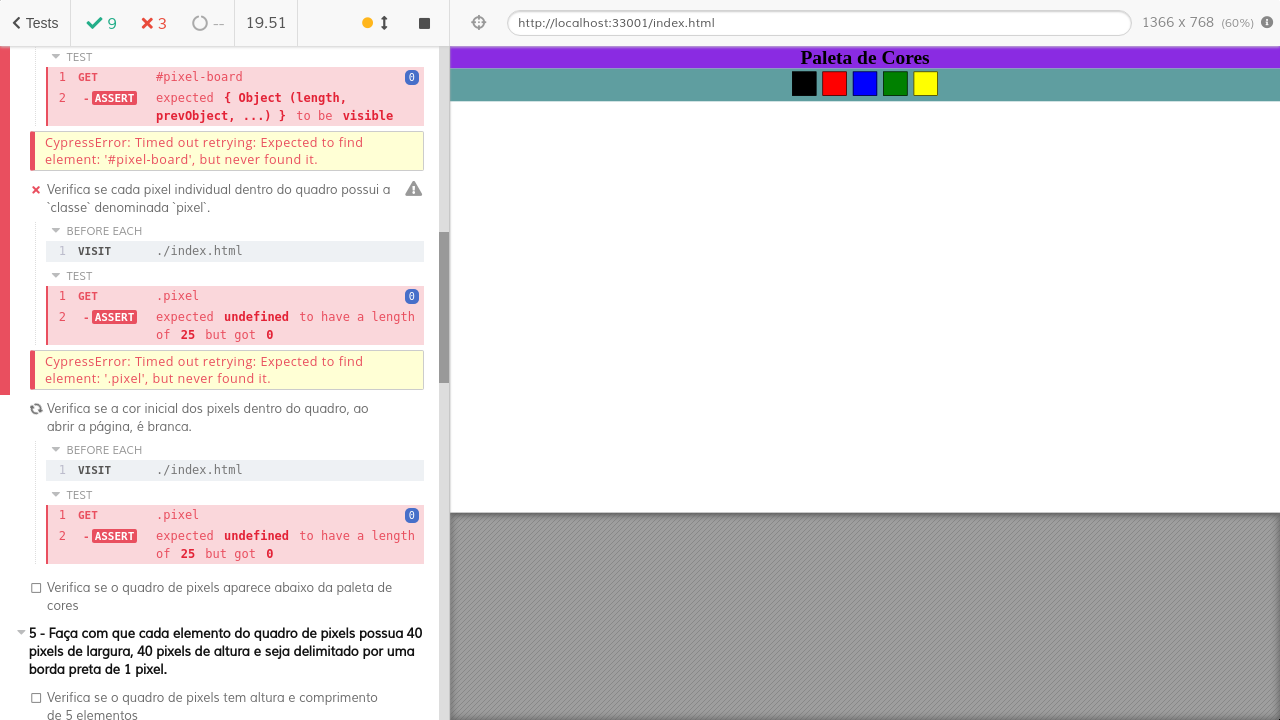 Tests
9
3
--
19.51
http://localhost:33001/index.html
1366 x 768 (60%)
TEST
1 GET #pixel-board 0
2 -ASSERT expected { Object (length,
prevObject, ...) } to be visible
CypressError: Timed out retrying: Expected to find
element: '#pixel-board', but never found it.
Verifica se cada pixel individual dentro do quadro possui a
`classe` denominada `pixel`.
BEFORE EACH
1 VISIT ./index.html
TEST
1 GET .pixel 0
2 -ASSERT expected undefined to have a length
of 25 but got 0
CypressError: Timed out retrying: Expected to find
element: '.pixel', but never found it.
Verifica se a cor inicial dos pixels dentro do quadro, ao
abrir a página, é branca.
BEFORE EACH
1 VISIT ./index.html
TEST
1 GET .pixel 0
2 -ASSERT expected undefined to have a length
of 25 but got 0
Verifica se o quadro de pixels aparece abaixo da paleta de
cores
5 - Faça com que cada elemento do quadro de pixels possua 40
pixels de largura, 40 pixels de altura e seja delimitado por uma
borda preta de 1 pixel.
Verifica se o quadro de pixels tem altura e comprimento
de 5 elementos
Paleta de Cores